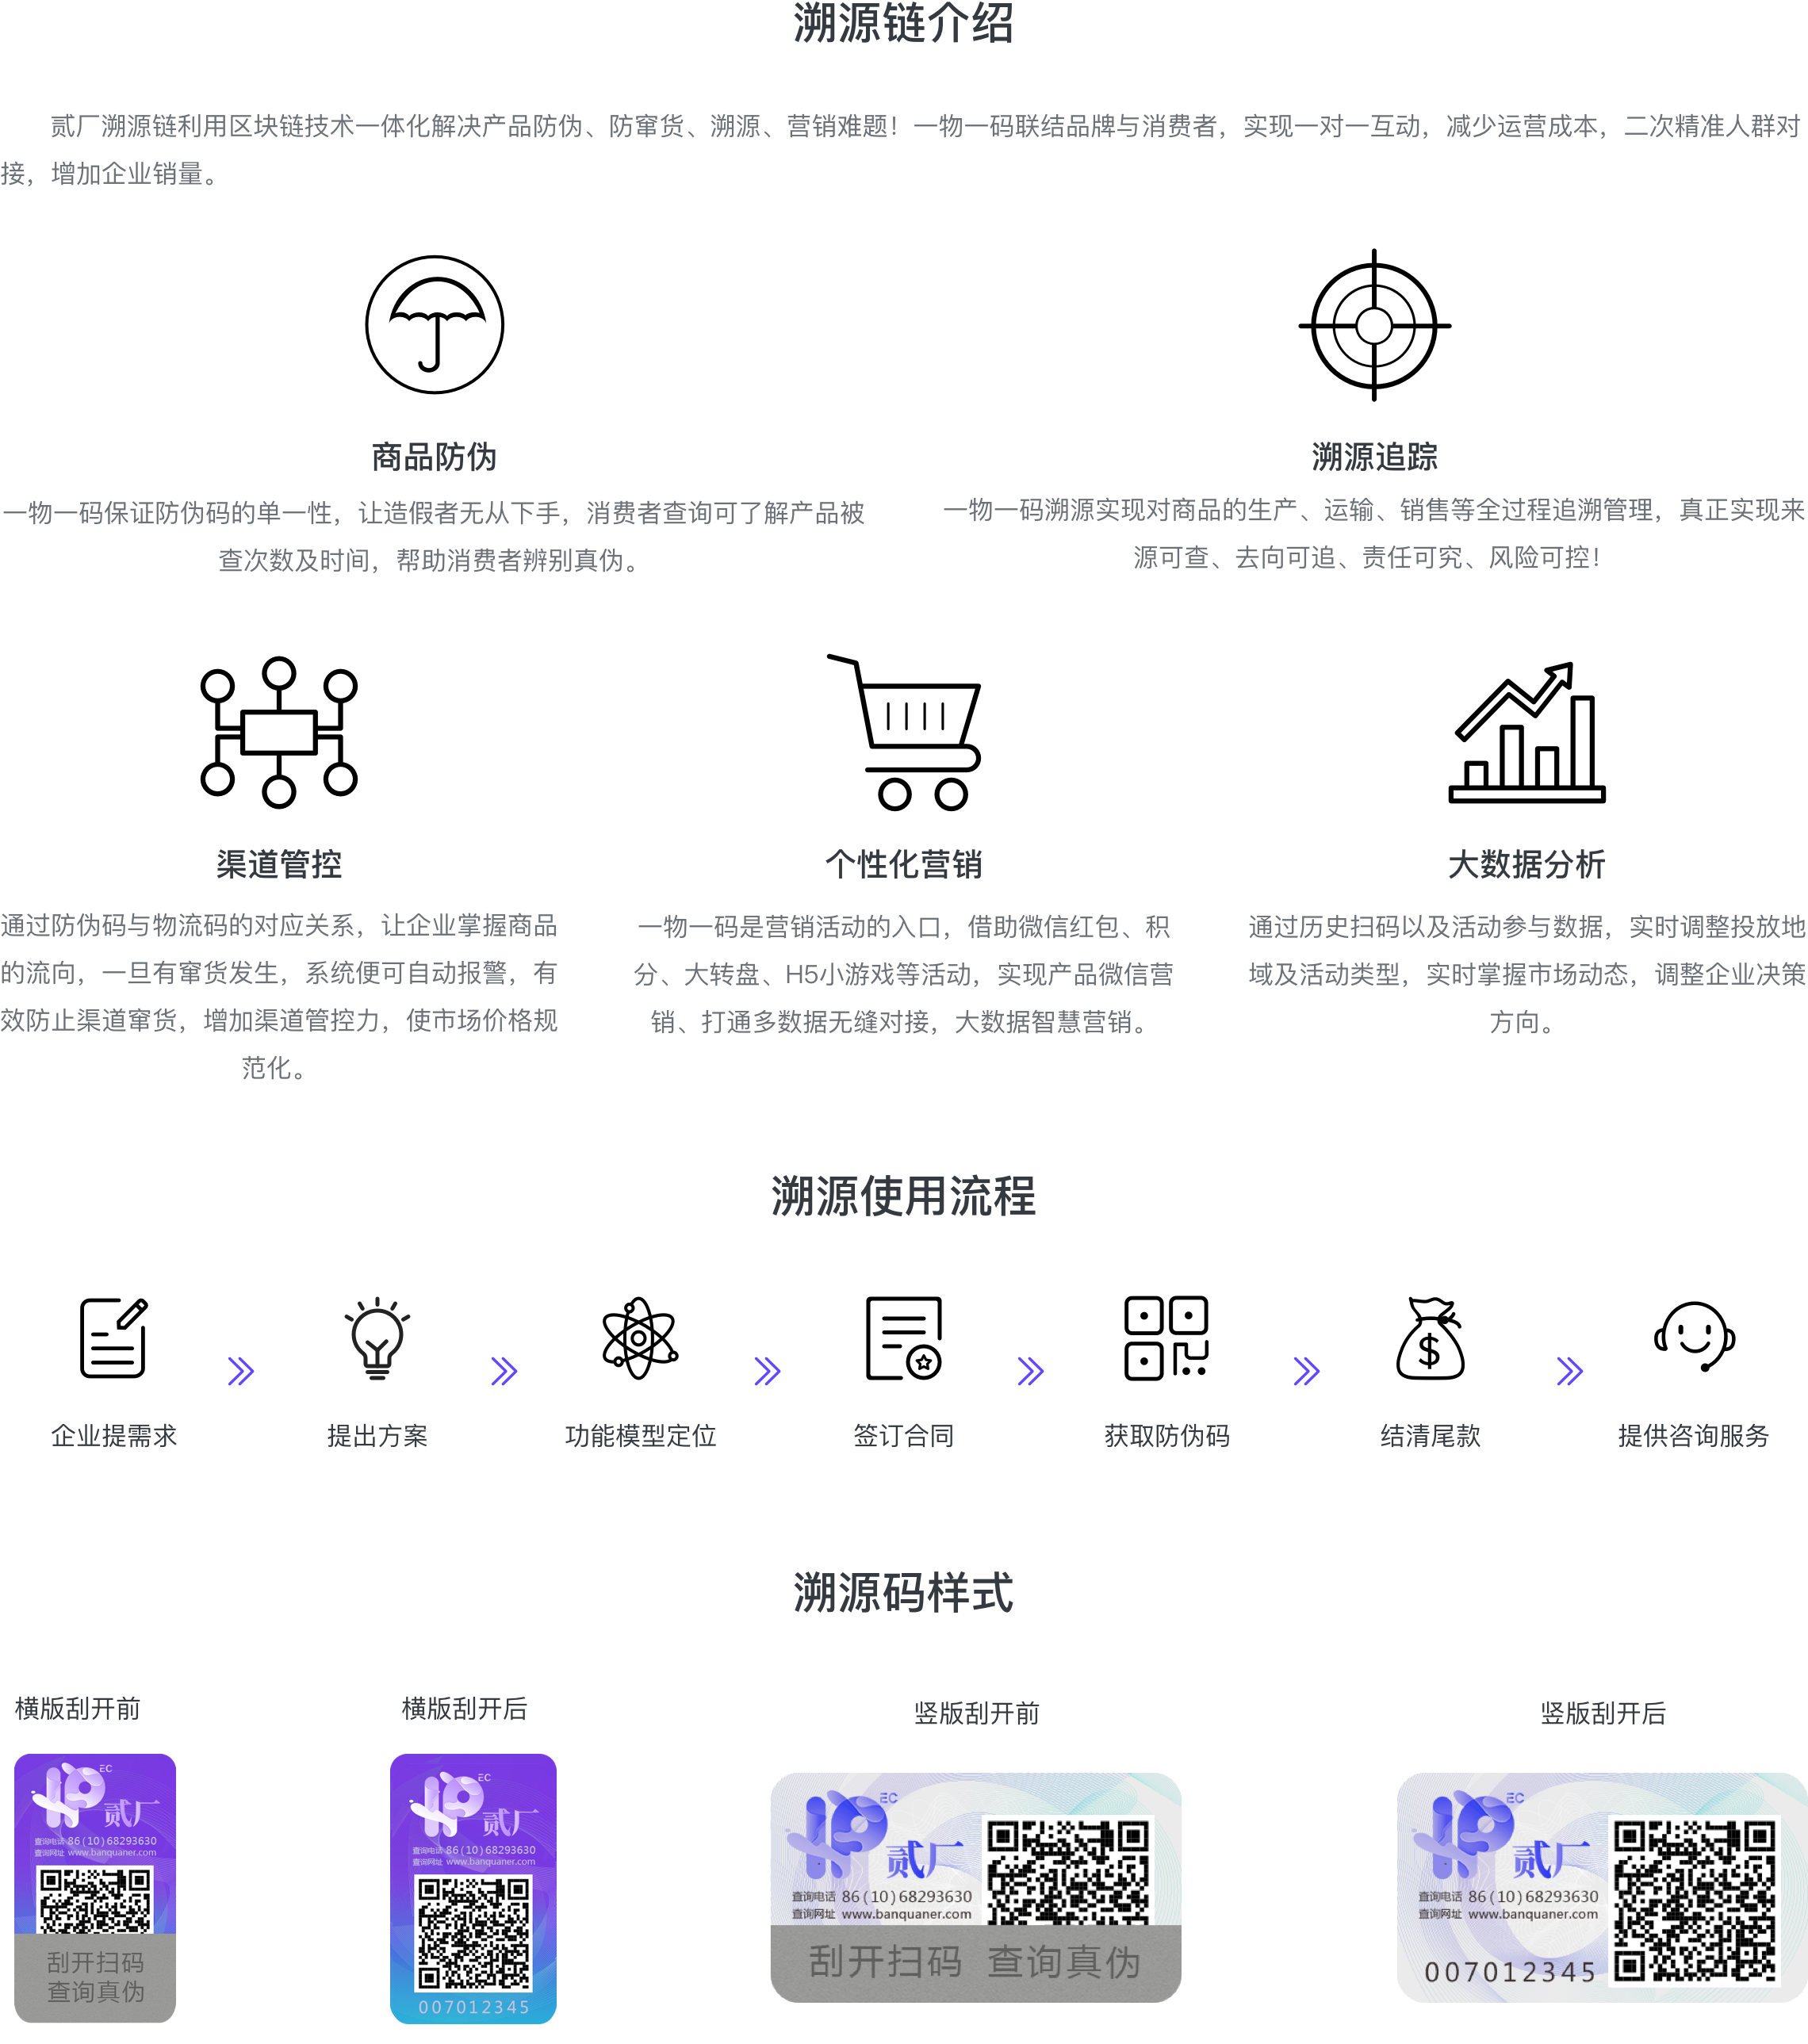 溯源链介绍
贰厂溯源链利用区块链技术一体化解决产品防伪、防窜货、溯源、营销难题！一物一码联结品牌与消费者，实现一对一互动，减少运营成本，二次精准人群对
接，增加企业销量。
商品防伪
一物一码保证防伪码的单一性，让造假者无从下手，消费者查询可了解产品被
查次数及时间，帮助消费者辨别真伪。
溯源追踪
一物一码溯源实现对商品的生产、运输、销售等全过程追溯管理，真正实现来
源可查、去向可追、责任可究、风险可控！
渠道管控
通过防伪码与物流码的对应关系，让企业掌握商品
的流向，一旦有窜货发生，系统便可自动报警，有
效防止渠道窜货，增加渠道管控力，使市场价格规
范化。
个性化营销
一物一码是营销活动的入口，借助微信红包、积
分、大转盘、H5小游戏等活动，实现产品微信营
销、打通多数据无缝对接，大数据智慧营销。
大数据分析
通过历史扫码以及活动参与数据，实时调整投放地
域及活动类型，实时掌握市场动态，调整企业决策
方向。
溯源使用流程
企业提需求
提出方案
功能模型定位
签订合同
获取防伪码
结清尾款
提供咨询服务
溯源码样式
横版刮开前
EC
贰厂
查询电话 86(10)68293630
查询网址 www.banquaner.com
刮开扫码
查询真伪
横版刮开后
EC
贰厂
查询电话 86(10)68293630
查询网址 www.banquaner.com
007012345
竖版刮开前
EC
贰厂
查询电话 86(10)68293630
查询网址 www.banquaner.com
刮开扫码 查询真伪
竖版刮开后
EC
贰厂
查询电话 86(10)68293630
查询网址 www.banquaner.com
007012345